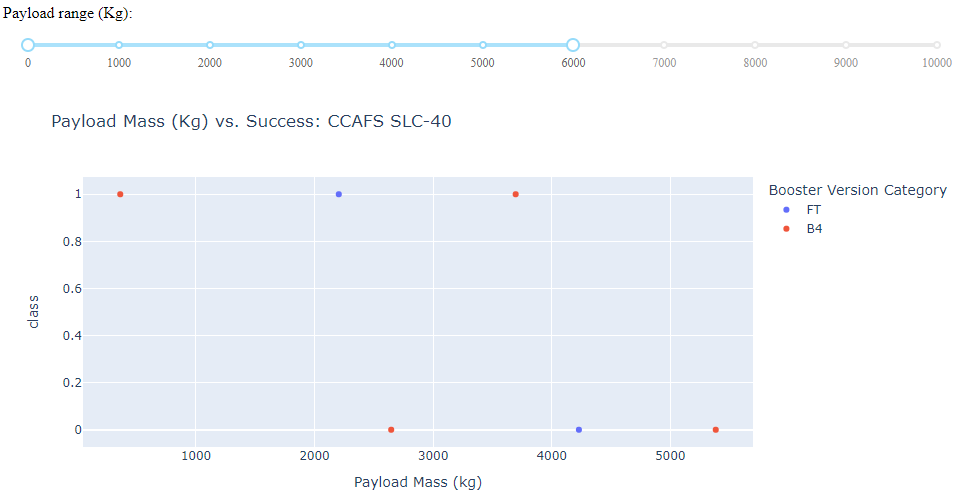 Payload range (Kg):
0 1000 2000 3000 4000 5000 6000 7000 8000 9000 10000
Payload Mass (Kg) vs. Success: CCAFS SLC-40
Booster Version Category
FT
B4
1
0.8
0.6
0.4
0.2
0
class
1000 2000 3000 4000 5000
Payload Mass (kg)